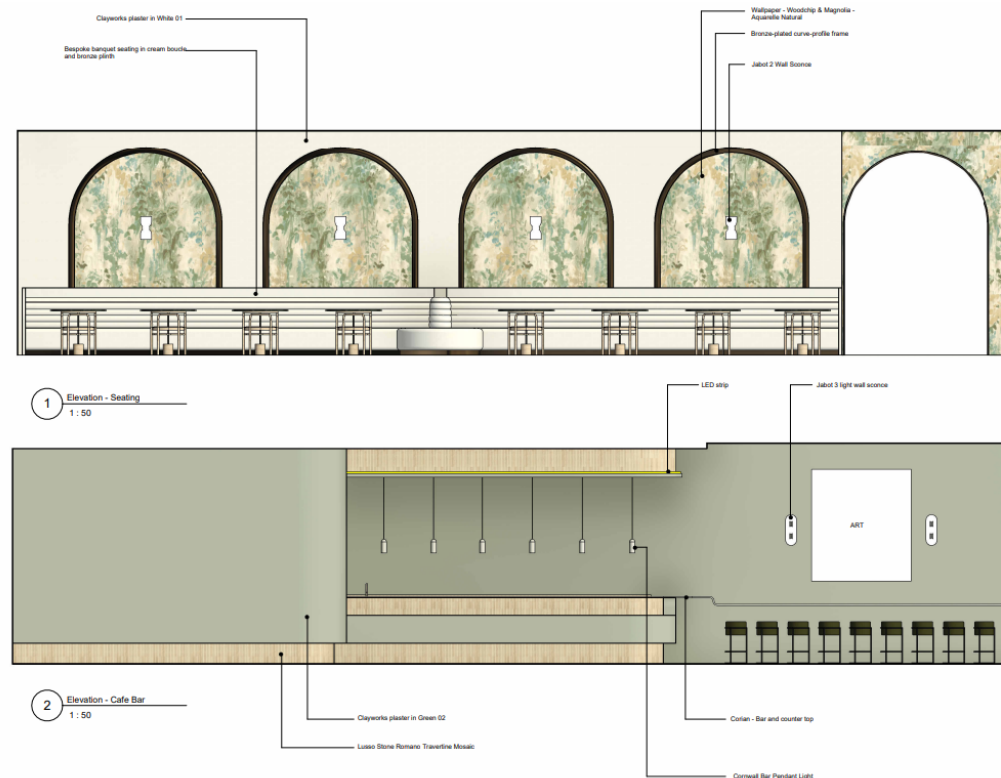 Clayworks plaster in White 01
Bespoke banquet seating in cream boucle
and bronze plinth
Wallpaper - Woodchip & Magnolia -
Aquarelle Natural
Bronze-plated curve-profile frame
Jabot 2 Wall Sconce
1
Elevation - Seating
1 : 50
LED strip
Jabot 3 light wall sconce
ART
2
Elevation - Cafe Bar
1 : 50
Clayworks plaster in Green 02
Lusso Stone Romano Travertine Mosaic
Corian - Bar and counter top
Cornwall Bar Pendant Light